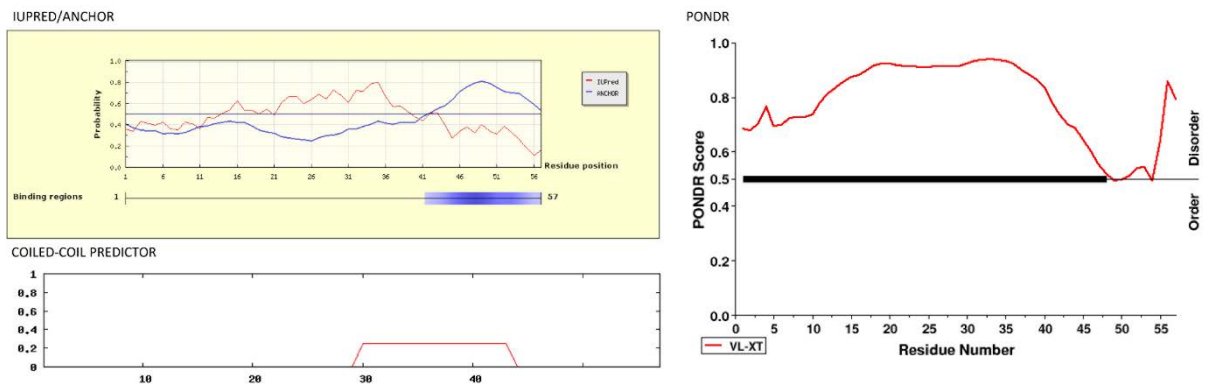 IUPRED/ANCHOR
1.0
0.8
0.6
0.4
0.2
0.0
Probability
1 6 11 16 21 26 31 36 41 46 51 56
Residue position
IUPred
ANCHOR
Binding regions 1 57
COILED-COIL PREDICTOR
1
0.8
0.6
0.4
0.2
0
10 20 30 40
PONDR
1.0
0.8
0.6
0.5
0.4
0.2
0.0
PONDR Score
Disorder
Order
0 5 10 15 20 25 30 35 40 45 50 55
VL-XT
Residue Number